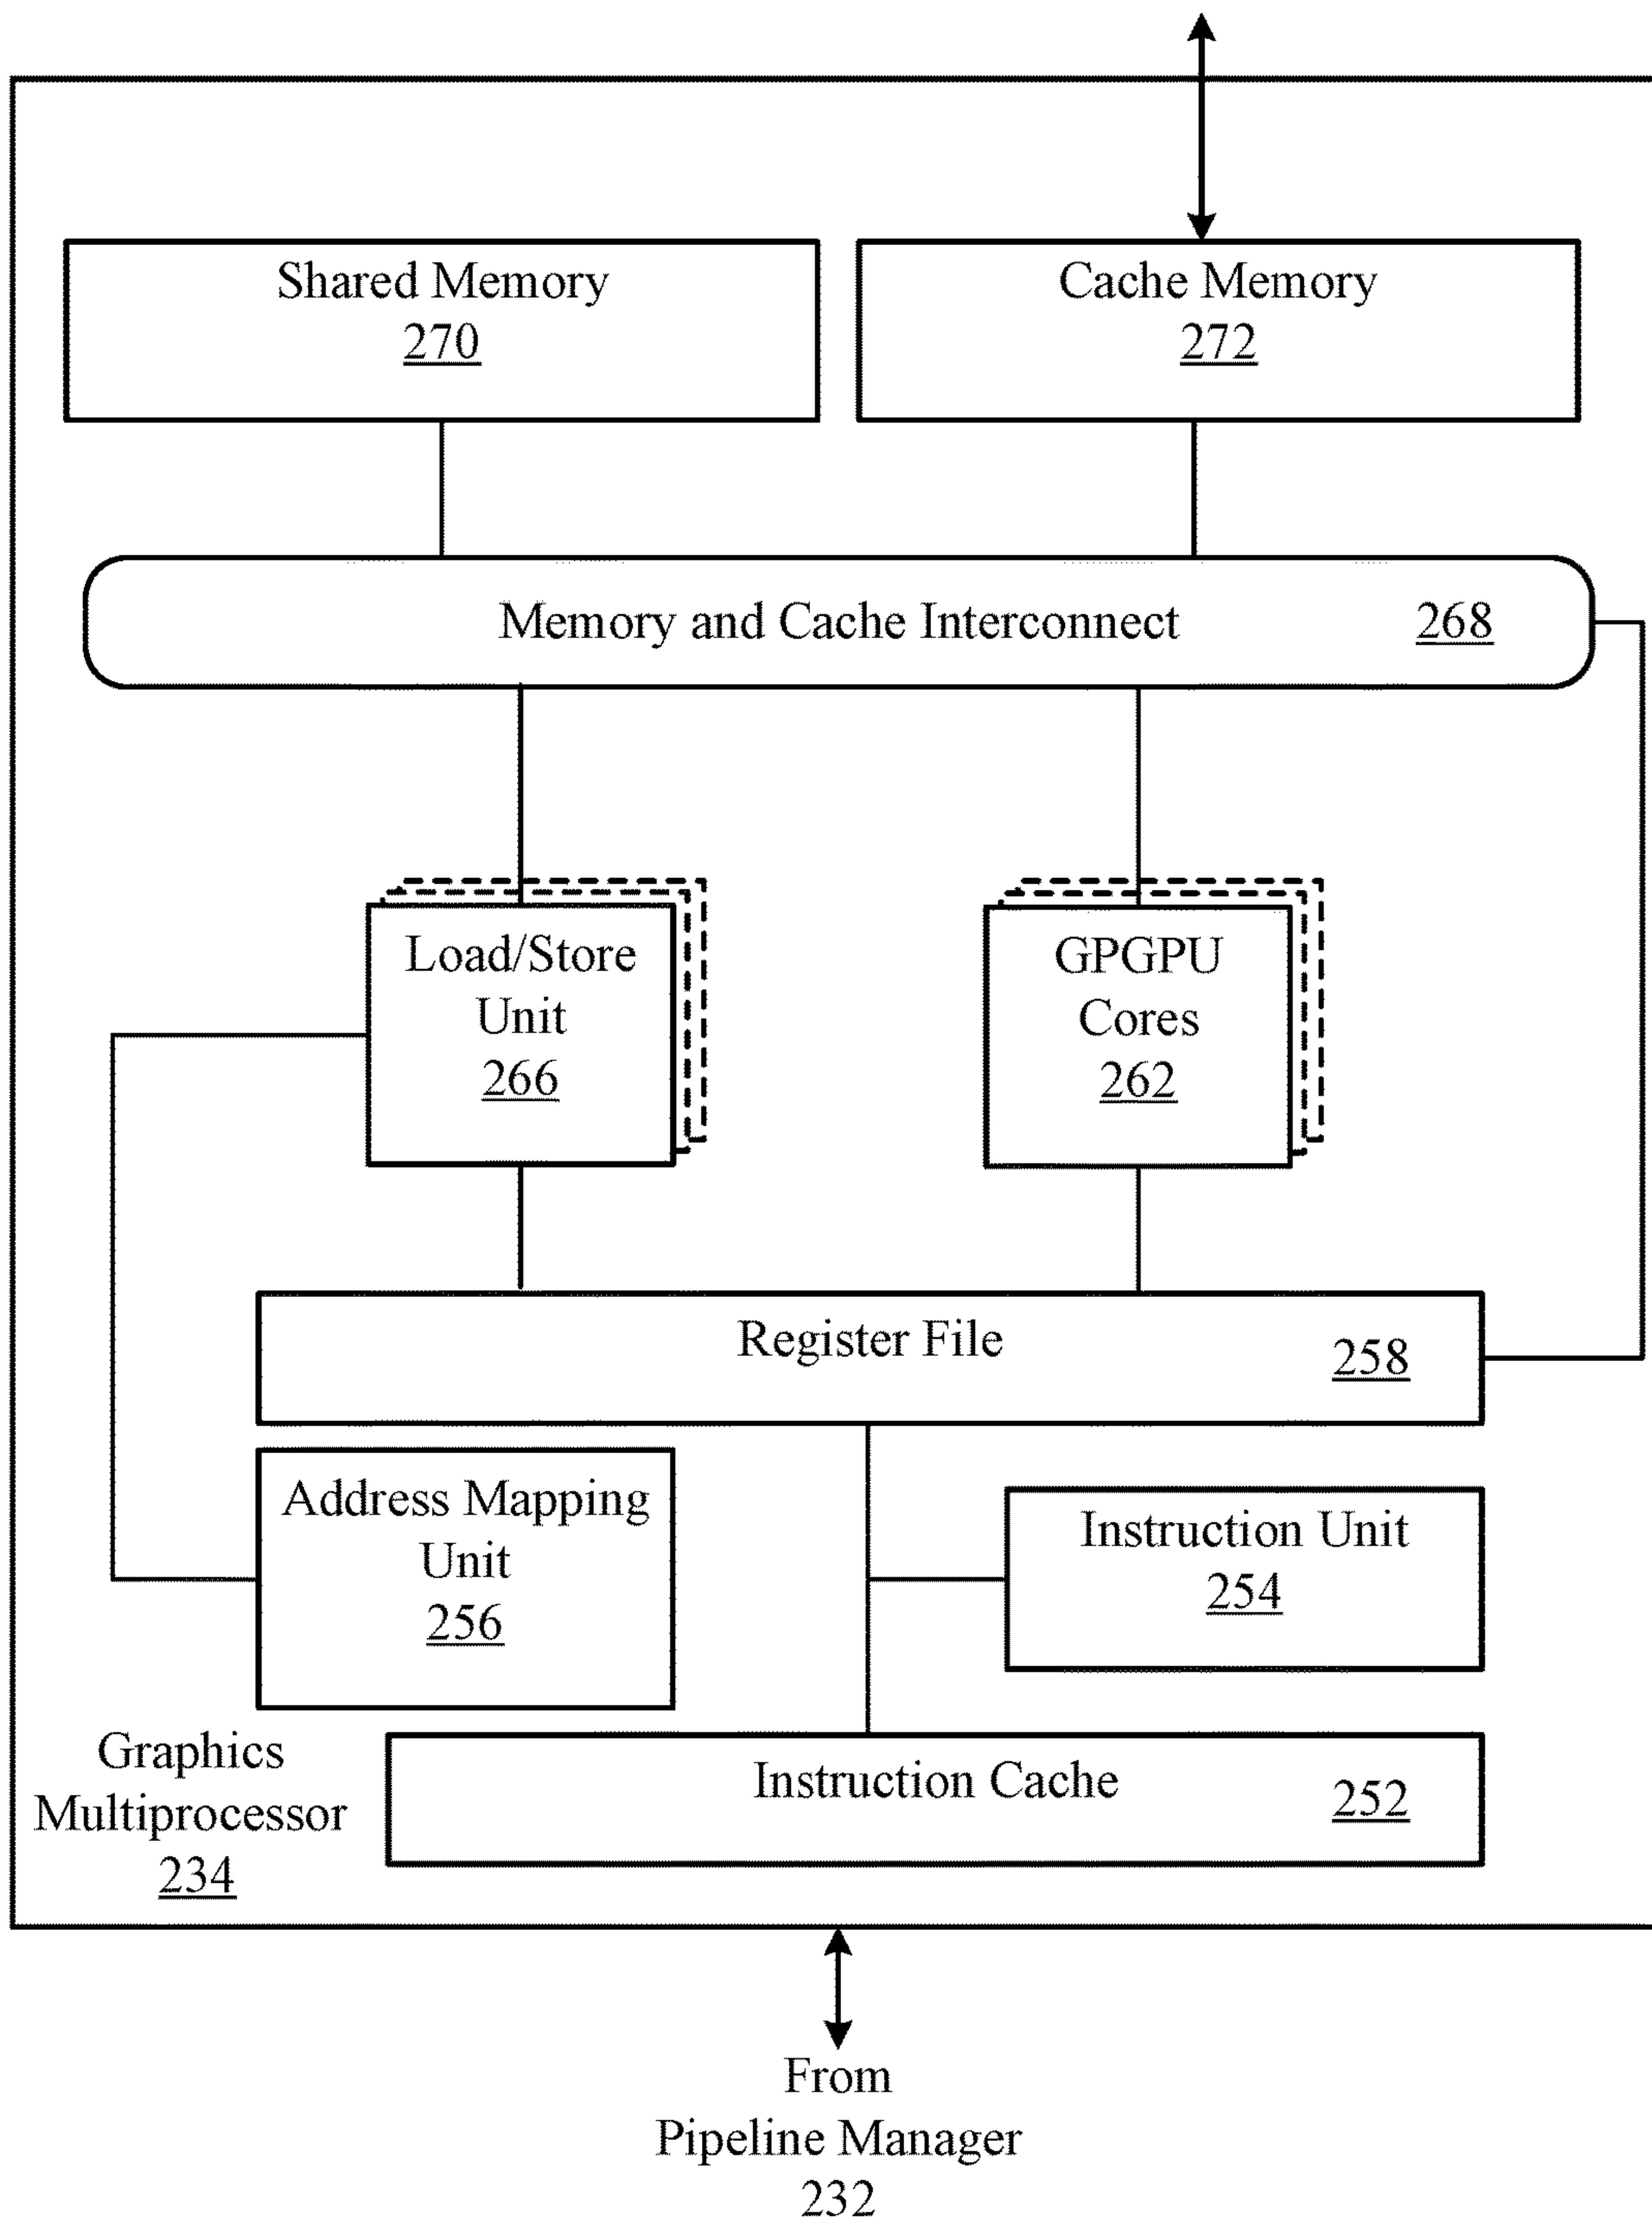 Shared Memory
270
Cache Memory
272
Memory and Cache Interconnect 268
Load/Store
Unit
266
GPGPU
Cores
262
Register File 258
Address Mapping
Unit
256
Instruction Unit
254
Graphics
Multiprocessor
234
Instruction Cache 252
From
Pipeline Manager
232